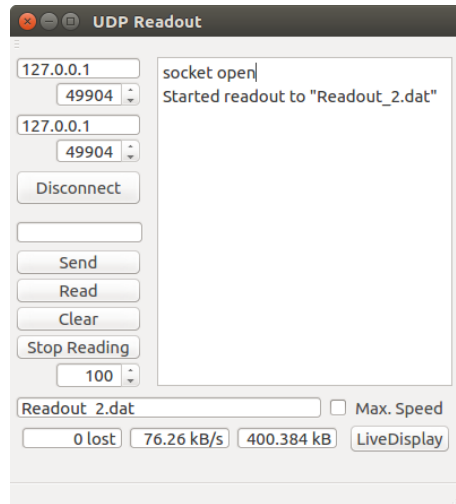 UDP Readout
127.0.0.1
49904
127.0.0.1
49904
Disconnect
Send
Read
Clear
Stop Reading
100
socket open
Started readout to "Readout_2.dat"
Readout_2.dat
Max. Speed
0 lost
76.26 kB/s
400.384 kB
LiveDisplay